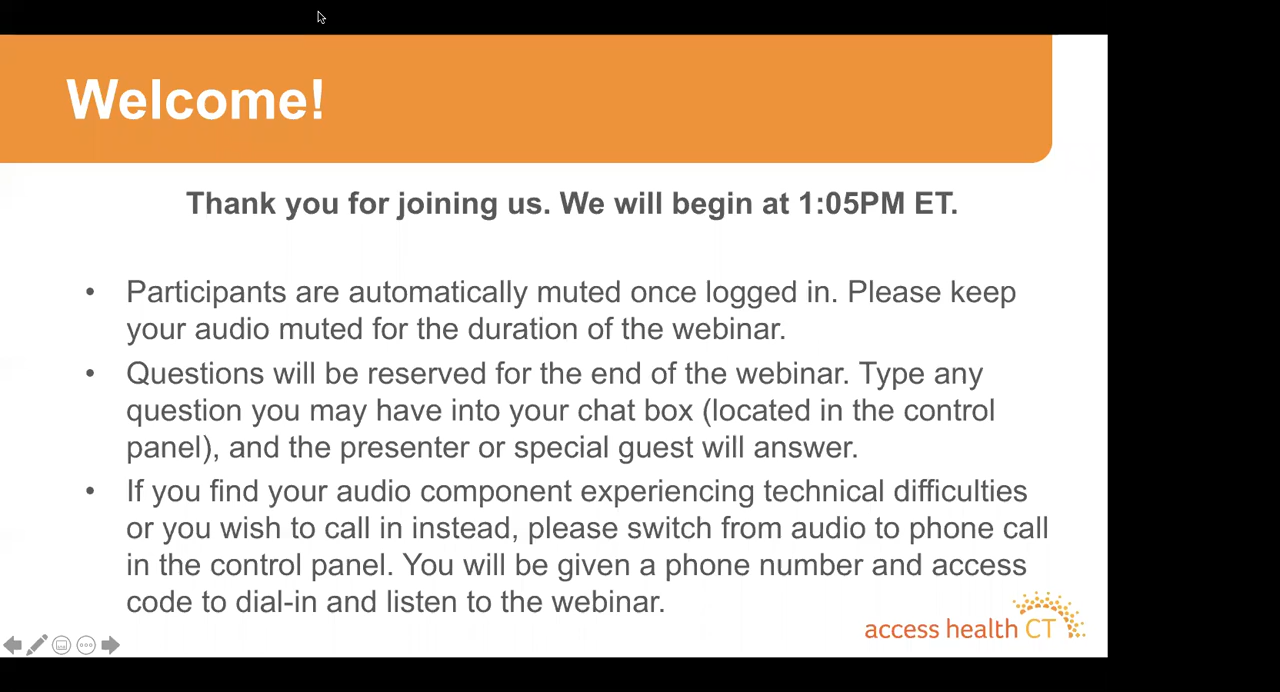 Welcome!
Thank you for joining us. We will begin at 1:05PM ET.
• Participants are automatically muted once logged in. Please keep
your audio muted for the duration of the webinar.
• Questions will be reserved for the end of the webinar. Type any
question you may have into your chat box (located in the control
panel), and the presenter or special guest will answer.
• If you find your audio component experiencing technical difficulties
or you wish to call in instead, please switch from audio to phone call
in the control panel. You will be given a phone number and access
code to dial-in and listen to the webinar.
access health CT